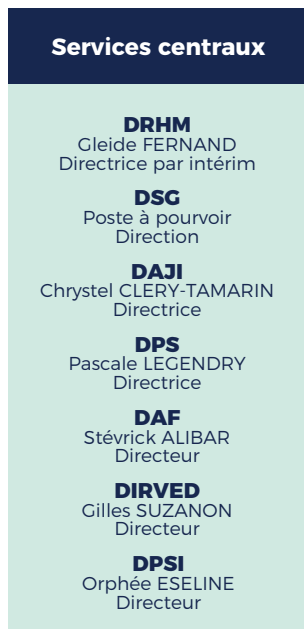 Services centraux
DRHM
Gleide FERNAND
Directrice par intérim
DSG
Poste à pourvoir
Direction
DAJI
Chrystel CLERY-TAMARIN
Directrice
DPS
Pascale LEGENDRY
Directrice
DAF
Stévrick ALIBAR
Directeur
DIRVED
Gilles SUZANON
Directeur
DPSI
Orphée ESELINE
Directeur